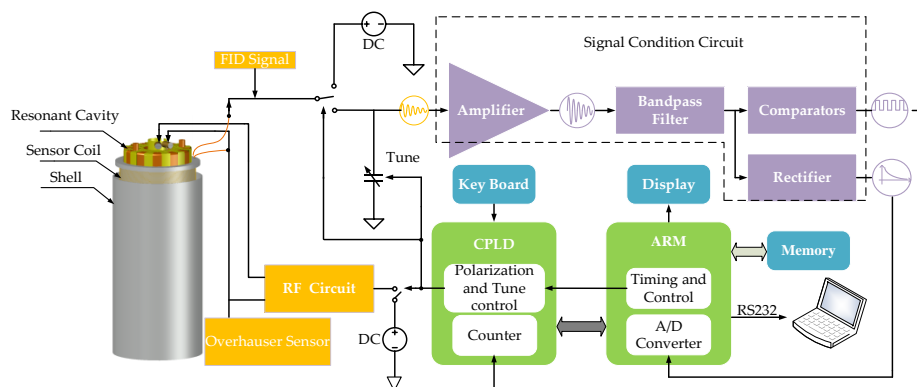 DC
Signal Condition Circuit
FID Signal
Resonant Cavity
Sensor Coil
Shell
Amplifier
Bandpass
Filter
Comparators
Tune
Rectifier
Key Board
Display
CPLD
ARM
Memory
Polarization
and Tune
control
Timing and
Control
RF Circuit
RS232
DC
Counter
A/D
Converter
Overhauser Sensor